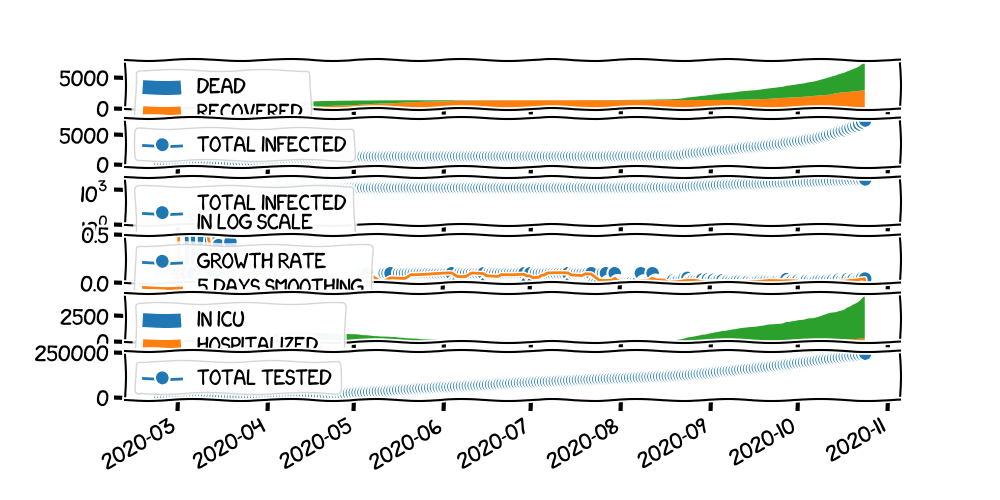 5000
0
DEAD
RECOVERED
5000
0
TOTAL INFECTED
10³
10⁰
TOTAL INFECTED
IN LOG SCALE
0.5
0.0
GROWTH RATE
5 DAYS SMOOTHING
2500
0
IN ICU
HOSPITALIZED
250000
0
TOTAL TESTED
2020-03
2020-04
2020-05
2020-06
2020-07
2020-08
2020-09
2020-10
2020-11